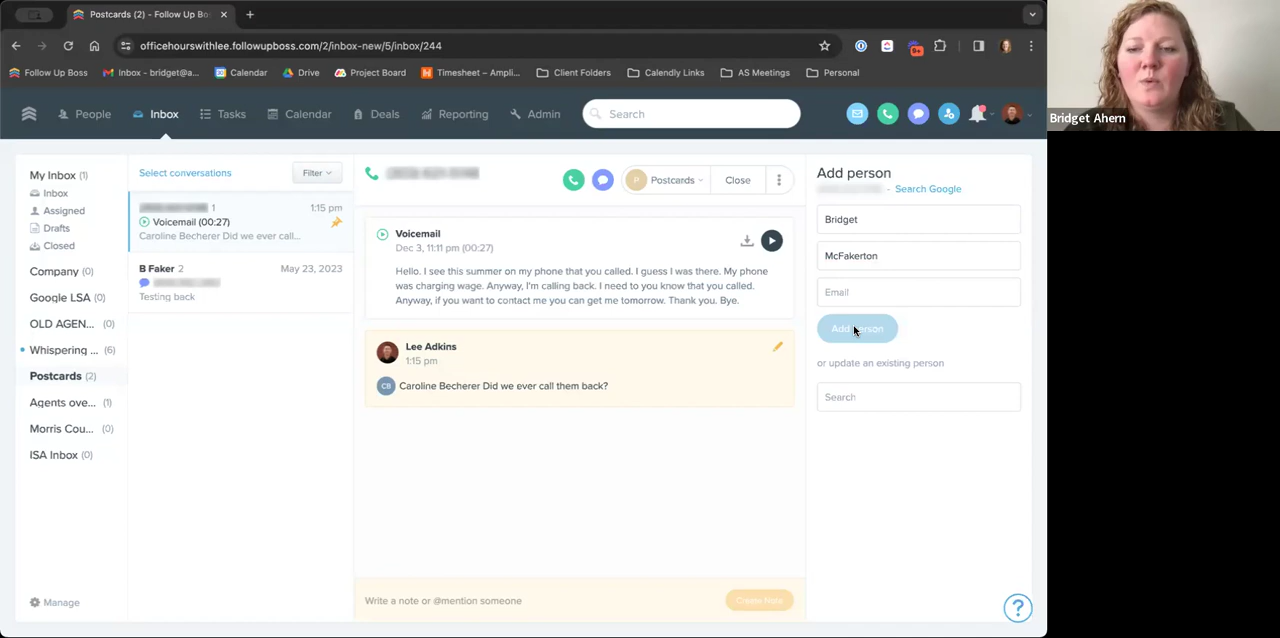 Postcards (2) - Follow Up Bos
officehourswithlee.followupboss.com/2/inbox-new/5/inbox/244
Follow Up Boss
Inbox - bridget@a...
Calendar
Drive
Project Board
Timesheet – Ampli...
Client Folders
Calendly Links
AS Meetings
Personal
9+
Bridget Ahern
People
Inbox
Tasks
Calendar
Deals
Reporting
Admin
Search
My Inbox (1)
Inbox
Assigned
Drafts
Closed
Company (0)
Google LSA (0)
OLD AGEN... (0)
Whispering ... (6)
Postcards (2)
Agents ove... (1)
Morris Cou... (0)
ISA Inbox (0)
Manage
Select conversations
Filter
1
1:15 pm
Voicemail (00:27)
Caroline Becherer Did we ever call...
B Faker 2
May 23, 2023
Testing back
P
Postcards
Close
Voicemail
Dec 3, 11:11 pm (00:27)
Hello. I see this summer on my phone that you called. I guess I was there. My phone
was charging wage. Anyway, I'm calling back. I need to you know that you called.
Anyway, if you want to contact me you can get me tomorrow. Thank you. Bye.
Lee Adkins
1:15 pm
CB
Caroline Becherer Did we ever call them back?
Write a note or @mention someone
Create Note
Add person
- Search Google
Bridget
McFakerton
Email
Add person
or update an existing person
Search
?